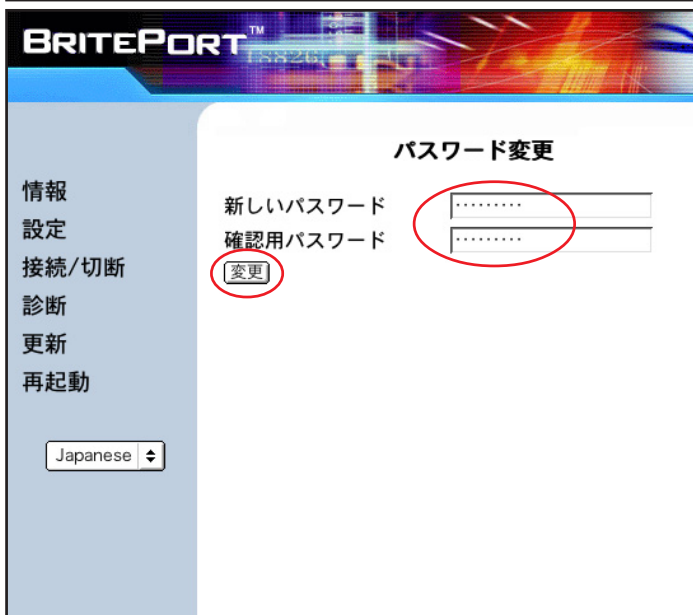 BRITEPORT™
パスワード変更
情報
設定
接続/切断
診断
更新
再起動
Japanese
新しいパスワード
·········
確認用パスワード
·········
変更